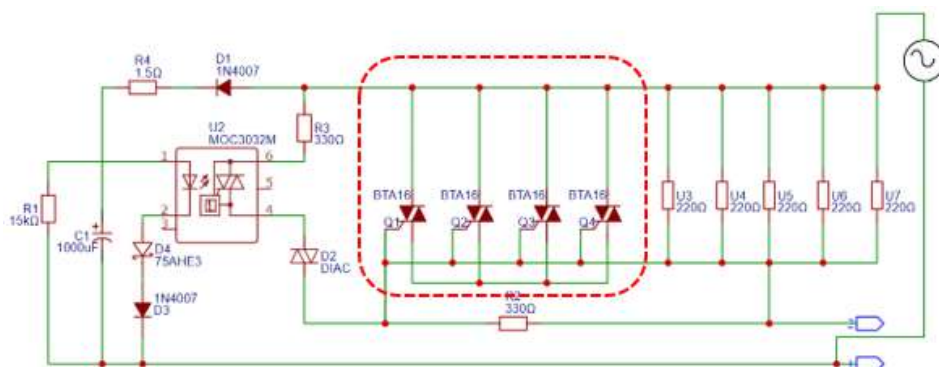 R4
1.5Ω
D1
1N4007
U2
MOC3032M
1
2
3
6
5
4
R3
330Ω
R1
15kΩ
C1
1000uF
D4
75AHE3
1N4007
D3
D2
DIAC
BTA16
Q1
BTA16
Q2
BTA16
Q3
BTA16
Q4
R2
330Ω
U3
220Ω
U4
220Ω
U5
220Ω
U6
220Ω
U7
220Ω